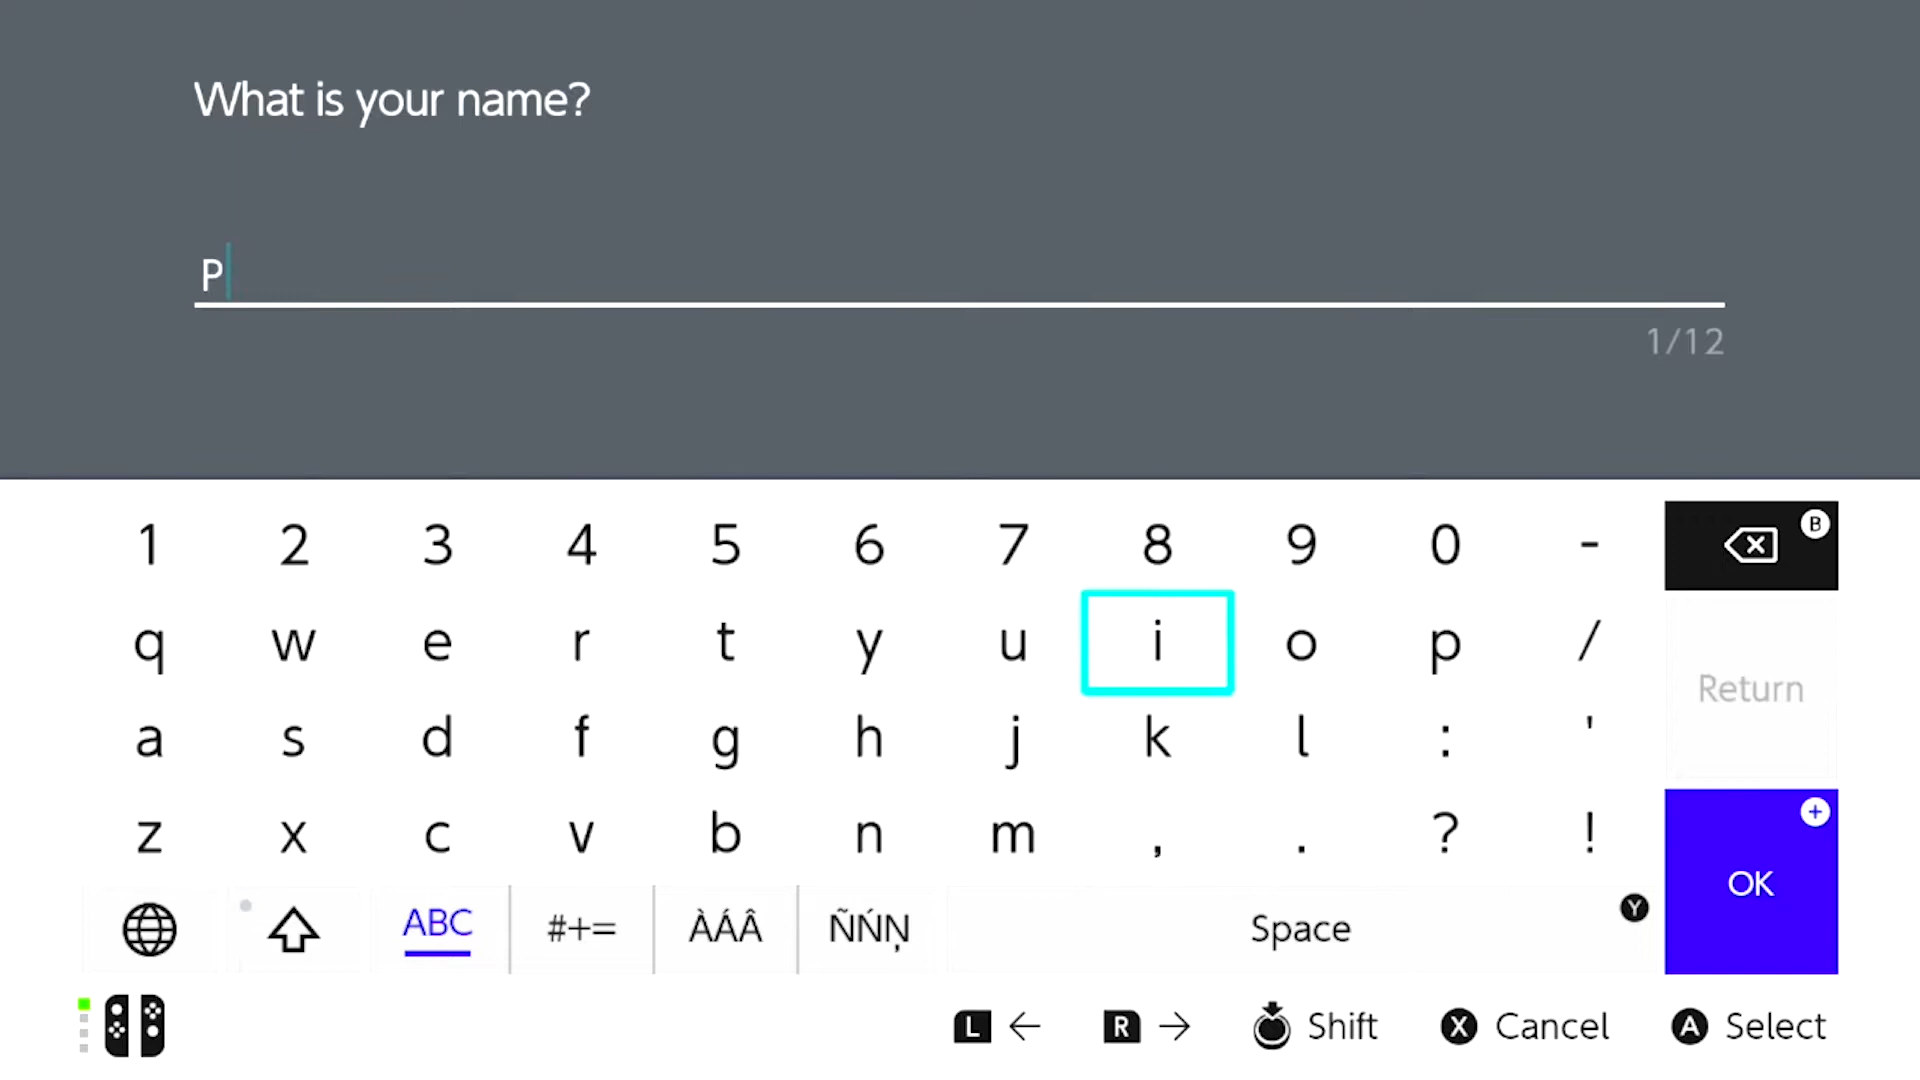 What is your name?
P
1/12
1 2 3 4 5 6 7 8 9 0 -
B
q w e r t y u i o p /
Return
a s d f g h j k l : '
z x c v b n m , . ? !
+
OK
ABC #+= ÀÁÂ ÑŃŅ Space Y
L ← R → Shift X Cancel A Select